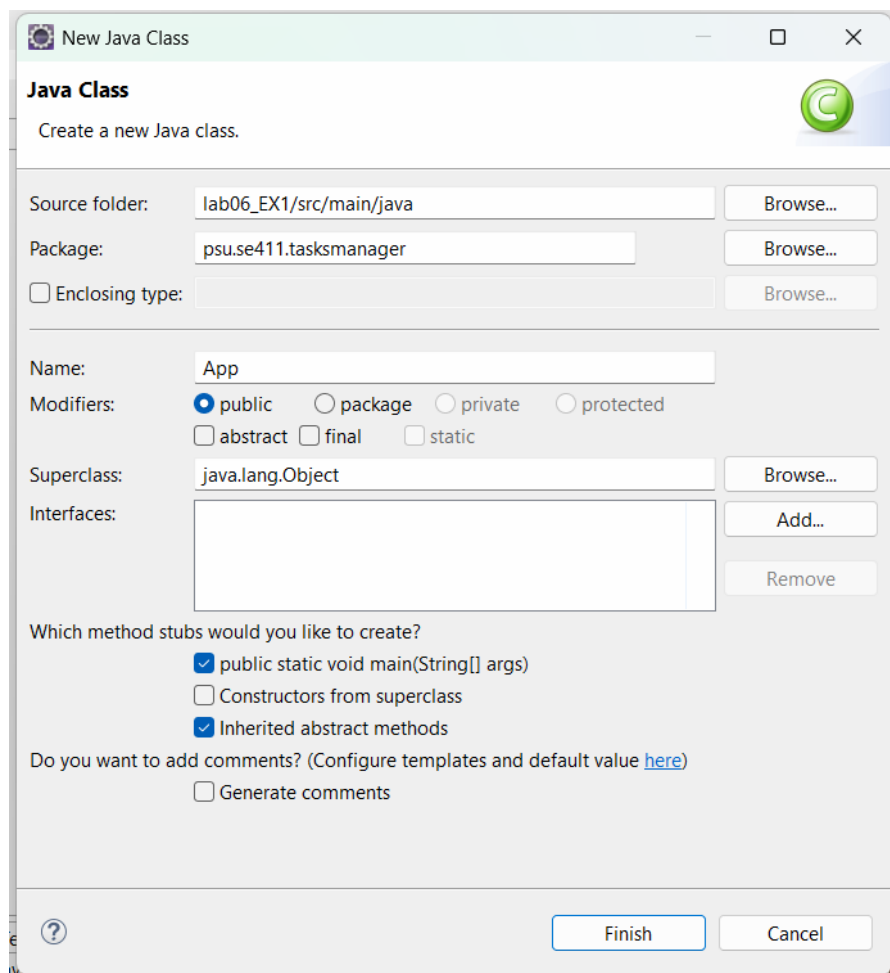 New Java Class
Java Class
Create a new Java class.
Source folder: lab06_EX1/src/main/java Browse...
Package: psu.se411.tasksmanager Browse...
Enclosing type: Browse...
Name: App
Modifiers: public package private protected
abstract final static
Superclass: java.lang.Object Browse...
Interfaces: Add...
Remove
Which method stubs would you like to create?
public static void main(String[] args)
Constructors from superclass
Inherited abstract methods
Do you want to add comments? (Configure templates and default value here)
Generate comments
Finish Cancel